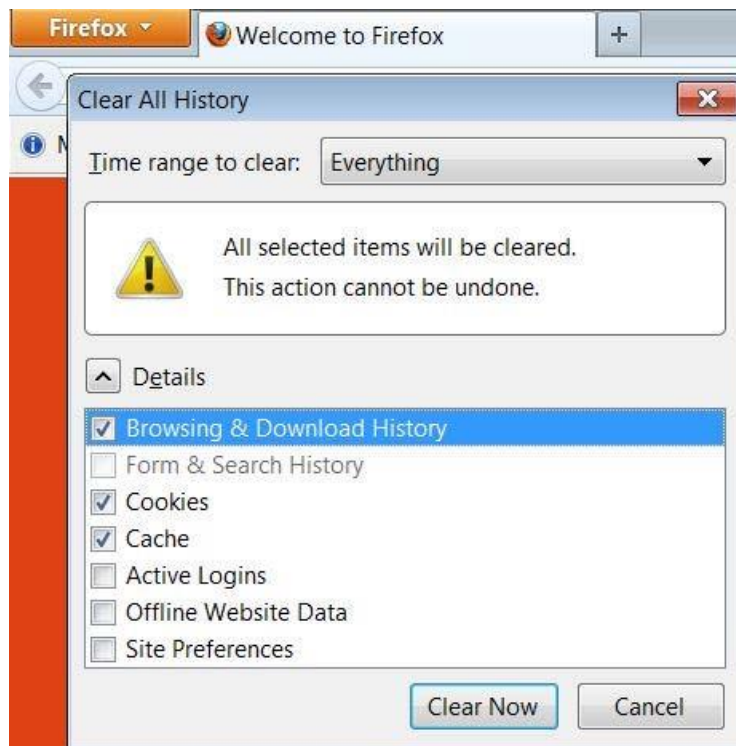 Firefox
Welcome to Firefox
Clear All History
Time range to clear: Everything
All selected items will be cleared.
This action cannot be undone.
Details
Browsing & Download History
Form & Search History
Cookies
Cache
Active Logins
Offline Website Data
Site Preferences
Clear Now Cancel